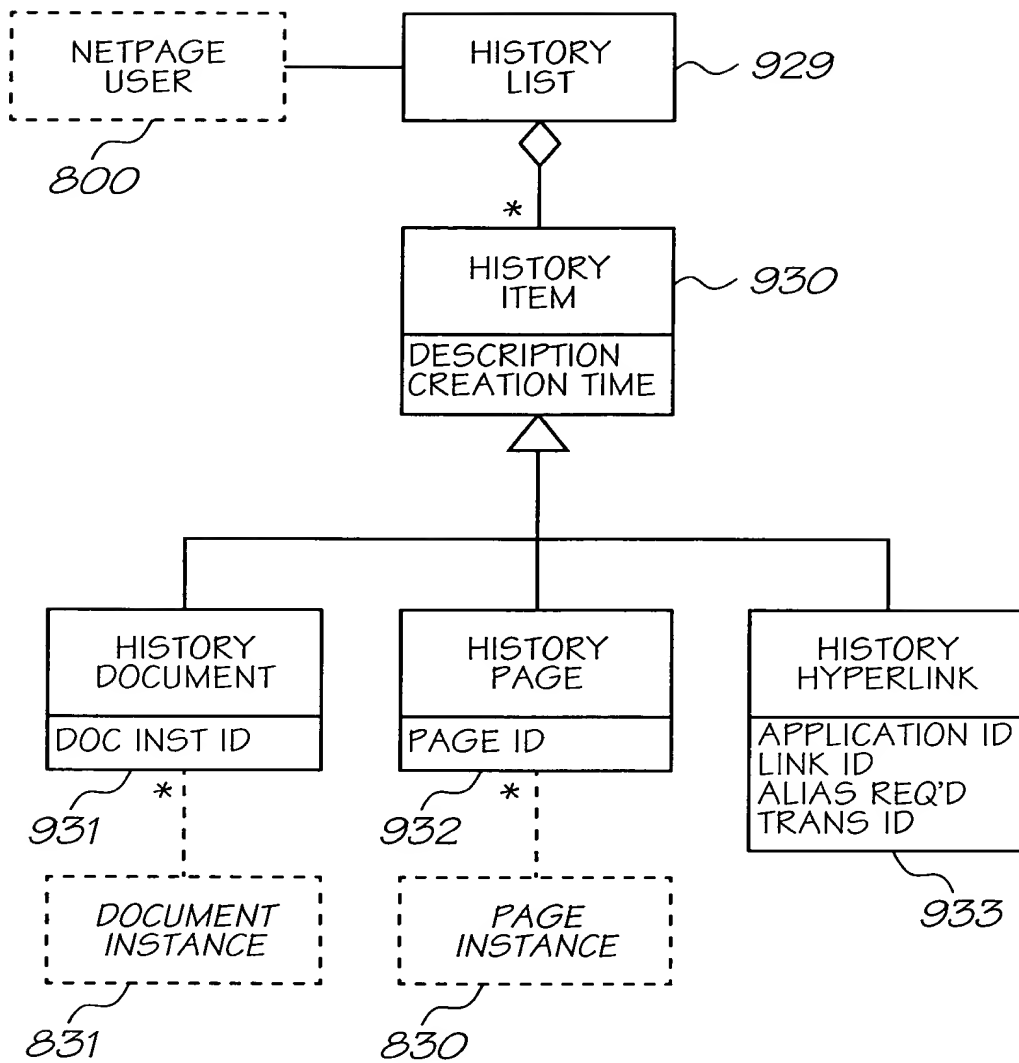 NETPAGE
USER
800
HISTORY
LIST
929
*
HISTORY
ITEM
930
DESCRIPTION
CREATION TIME
HISTORY
DOCUMENT
DOC INST ID
931
*
HISTORY
PAGE
PAGE ID
932
*
HISTORY
HYPERLINK
APPLICATION ID
LINK ID
ALIAS REQ'D
TRANS ID
933
DOCUMENT
INSTANCE
831
PAGE
INSTANCE
830